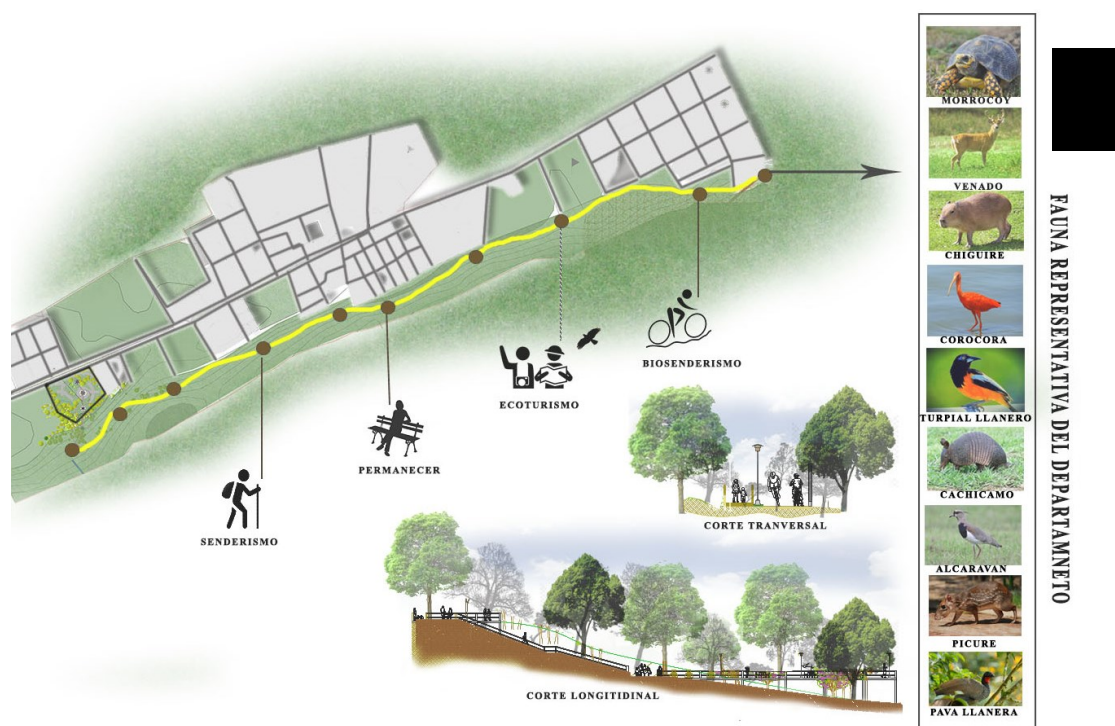 SENDERISMO
PERMANECER
ECOTURISMO
BIOSENDERISMO
CORTE TRANVERSAL
CORTE LONGITIDINAL
MORROCOY
VENADO
CHIGUIRE
COROCORA
TURPIAL LLANERO
CACHICAMO
ALCARAVAN
PICURE
PAVA LLANERA
FAUNA REPRESENTATIVA DEL DEPARTAMNETO